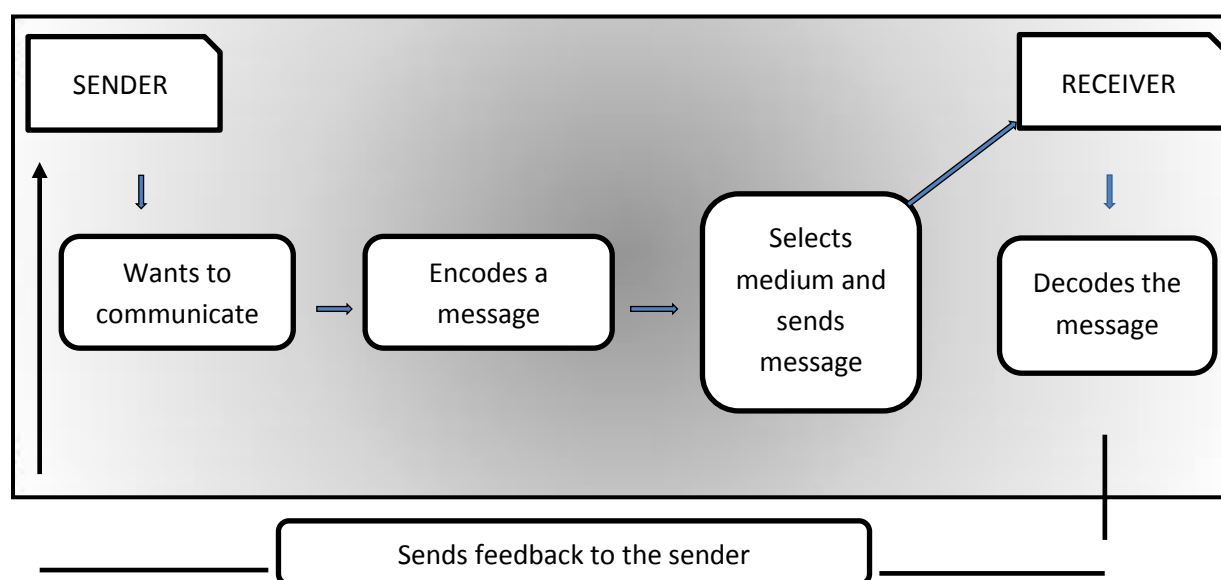 SENDER
RECEIVER
Wants to
communicate
Encodes a
message
Selects
medium and
sends
message
Decodes the
message
Sends feedback to the sender